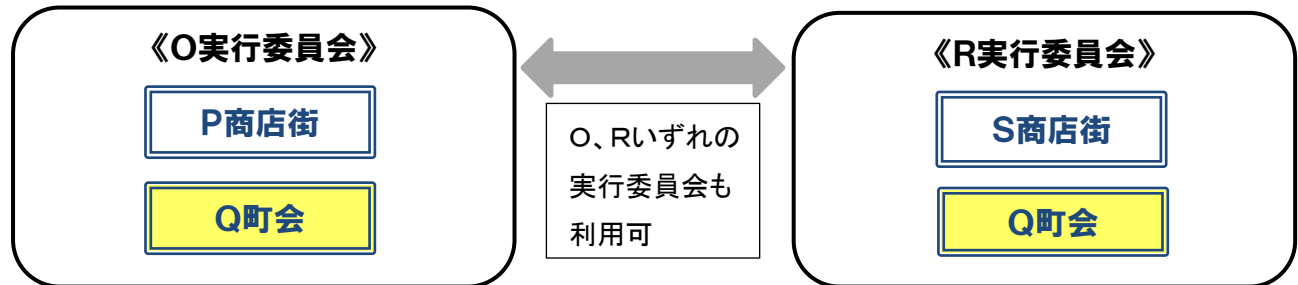 《O実行委員会》
P商店街
Q町会
O、Rいずれの
実行委員会も
利用可
《R実行委員会》
S商店街
Q町会